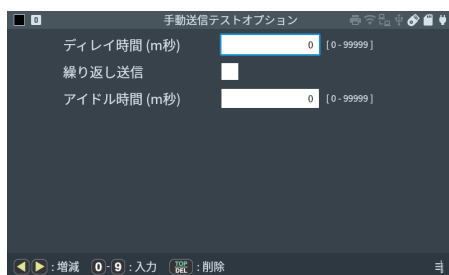 0 手動送信テストオプション
ディレイ時間 (m秒) 0 [ 0 - 99999 ]
繰り返し送信
アイドル時間 (m秒) 0 [ 0 - 99999 ]
◀ ▶ : 増減 0 - 9 : 入力 TOP DEL : 削除